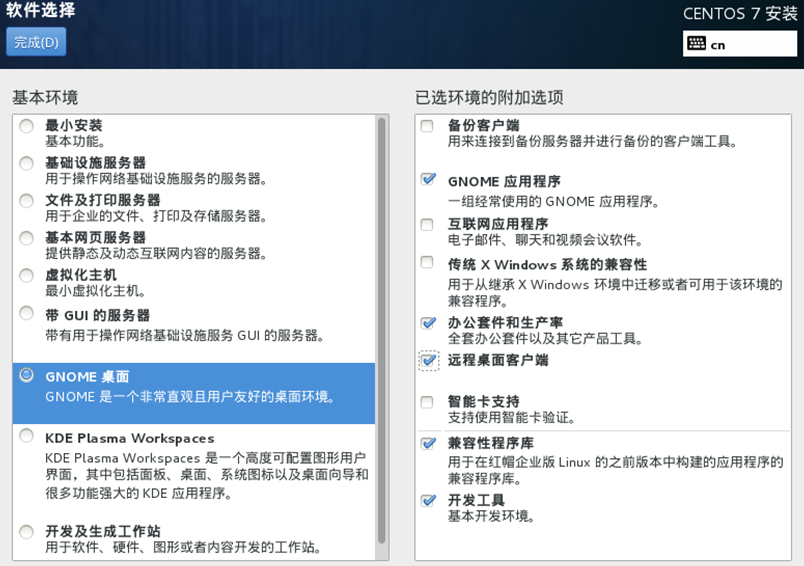 软件选择
完成(D)
CENTOS 7 安装
cn
基本环境
最小安装
基本功能。
基础设施服务器
用于操作网络基础设施服务的服务器。
文件及打印服务器
用于企业的文件、打印及存储服务器。
基本网页服务器
提供静态及动态互联网内容的服务器。
虚拟化主机
最小虚拟化主机。
带 GUI 的服务器
带有用于操作网络基础设施服务 GUI 的服务器。
GNOME 桌面
GNOME 是一个非常直观且用户友好的桌面环境。
KDE Plasma Workspaces
KDE Plasma Workspaces 是一个高度可配置图形用户
界面，其中包括面板、桌面、系统图标以及桌面向导和
很多功能强大的 KDE 应用程序。
开发及生成工作站
用于软件、硬件、图形或者内容开发的工作站。
已选环境的附加选项
备份客户端
用来连接到备份服务器并进行备份的客户端工具。
GNOME 应用程序
一组经常使用的 GNOME 应用程序。
互联网应用程序
电子邮件、聊天和视频会议软件。
传统 X Windows 系统的兼容性
用于从继承 X Windows 环境中迁移或者可用于该环境的
兼容程序。
办公套件和生产率
全套办公套件以及其它产品工具。
远程桌面客户端
智能卡支持
支持使用智能卡验证。
兼容性程序库
用于在红帽企业版 Linux 的之前版本中构建的应用程序的
兼容程序库。
开发工具
基本开发环境。